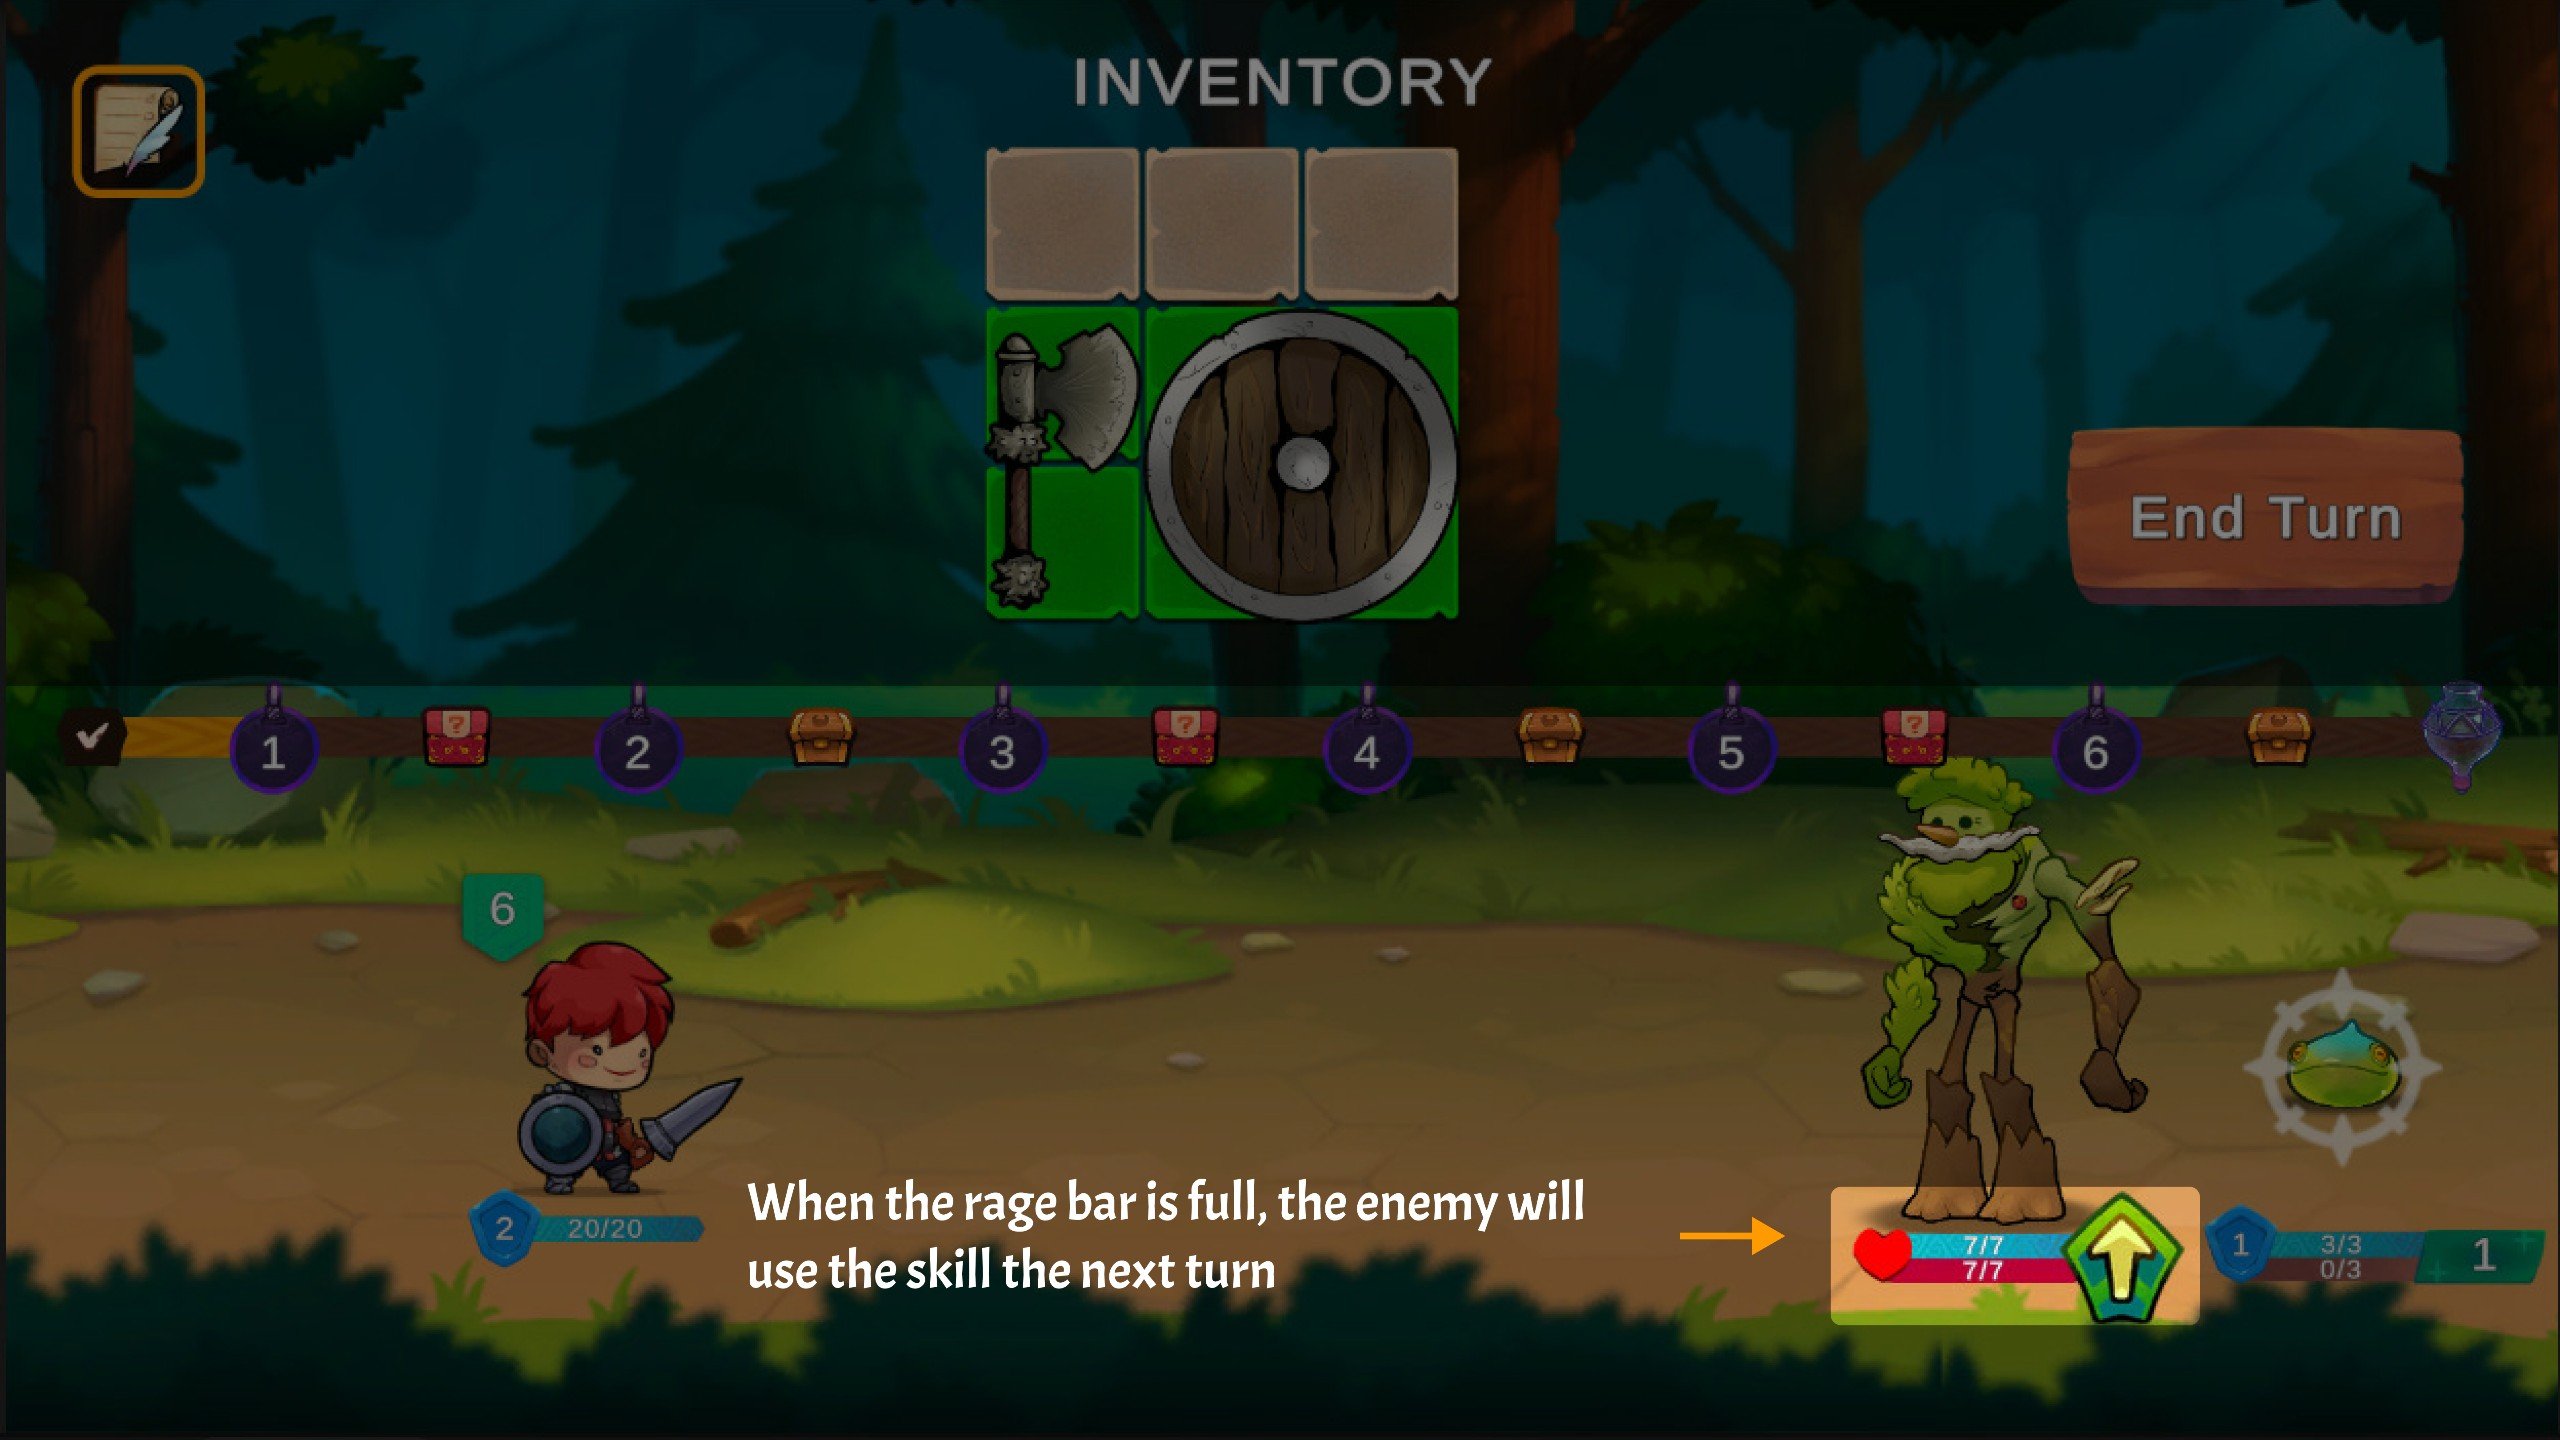 INVENTORY
End Turn
1 ? 2 3 ? 4 5 ? 6
6
When the rage bar is full, the enemy will
use the skill the next turn
2 20/20
7/7
7/7
1 3/3 1
0/3